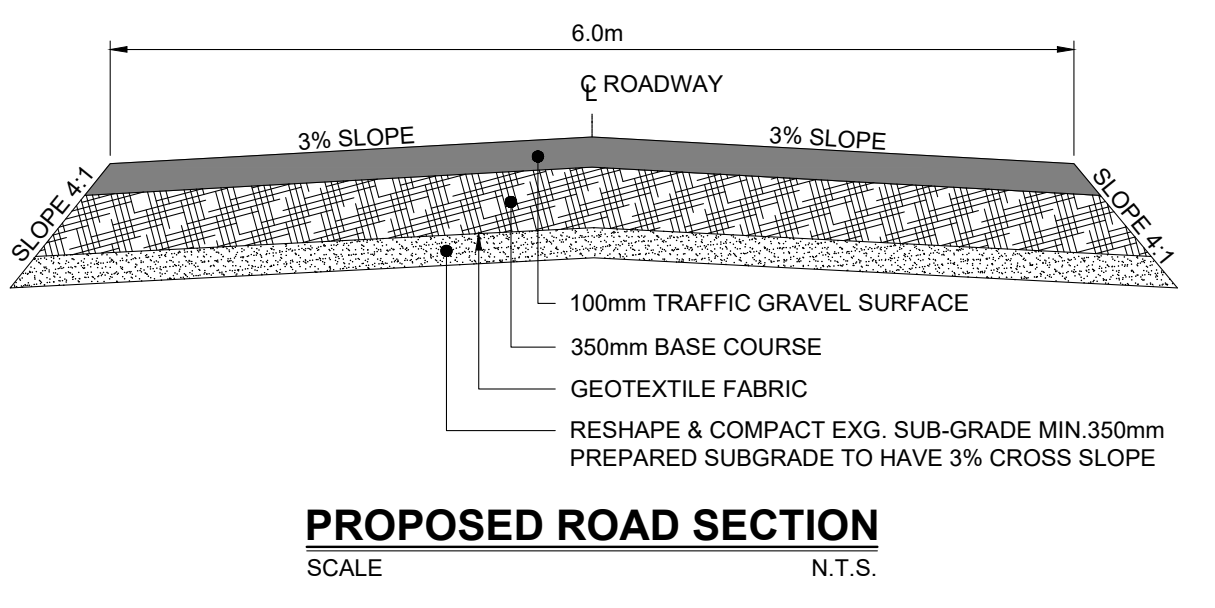 6.0m
℄ ROADWAY
3% SLOPE
3% SLOPE
SLOPE 4:1
SLOPE 4:1
100mm TRAFFIC GRAVEL SURFACE
350mm BASE COURSE
GEOTEXTILE FABRIC
RESHAPE & COMPACT EXG. SUB-GRADE MIN.350mm
PREPARED SUBGRADE TO HAVE 3% CROSS SLOPE
PROPOSED ROAD SECTION
SCALE N.T.S.